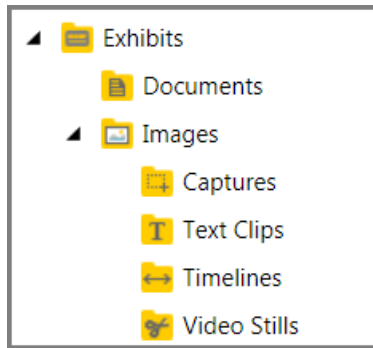 Exhibits
Documents
Images
Captures
Text Clips
Timelines
Video Stills